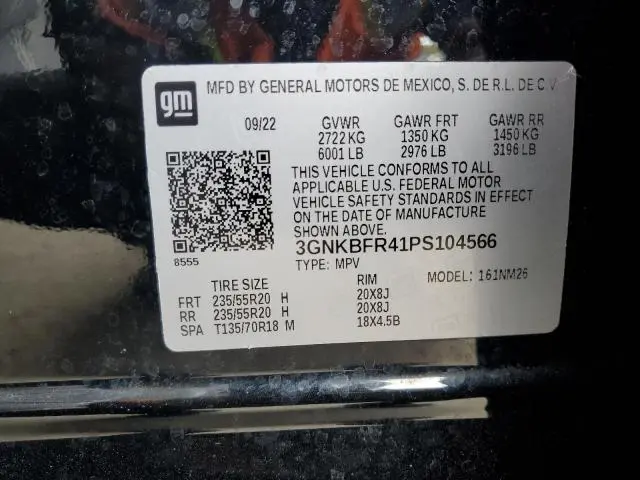 gm
MFD BY GENERAL MOTORS DE MEXICO, S. DE R.L. DE C.V.
09/22 GVWR GAWR FRT GAWR RR
2722 KG 1350 KG 1450 KG
6001 LB 2976 LB 3196 LB
THIS VEHICLE CONFORMS TO ALL
APPLICABLE U.S. FEDERAL MOTOR
VEHICLE SAFETY STANDARDS IN EFFECT
ON THE DATE OF MANUFACTURE
SHOWN ABOVE.
8555
3GNKBFR41PS104566
TYPE: MPV
MODEL: 161NM26
TIRE SIZE RIM
FRT 235/55R20 H 20X8J
RR 235/55R20 H 20X8J
SPA T135/70R18 M 18X4.5B